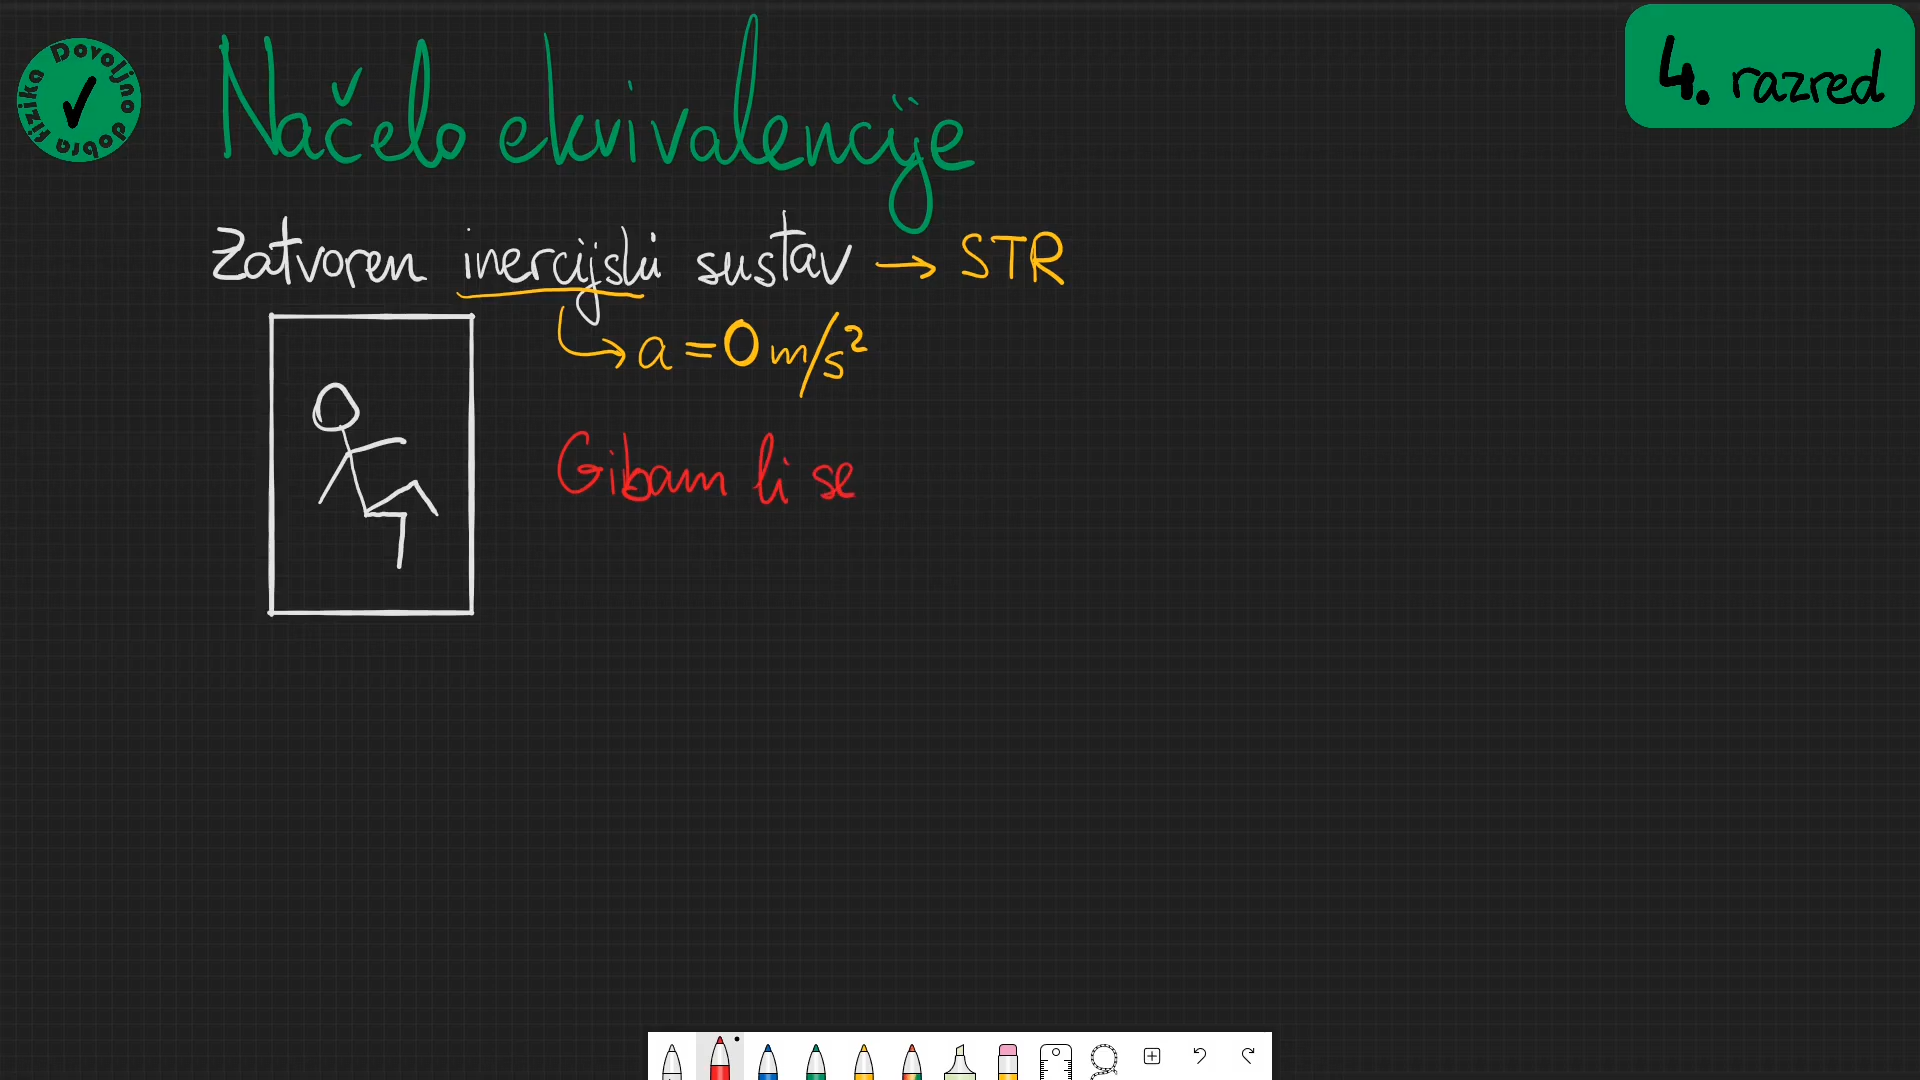 Dovoljno dobra fizika
Načelo ekvivalencije
4. razred
Zatvoren inercijski sustav → STR
a = 0 m/s²
Gibam li se